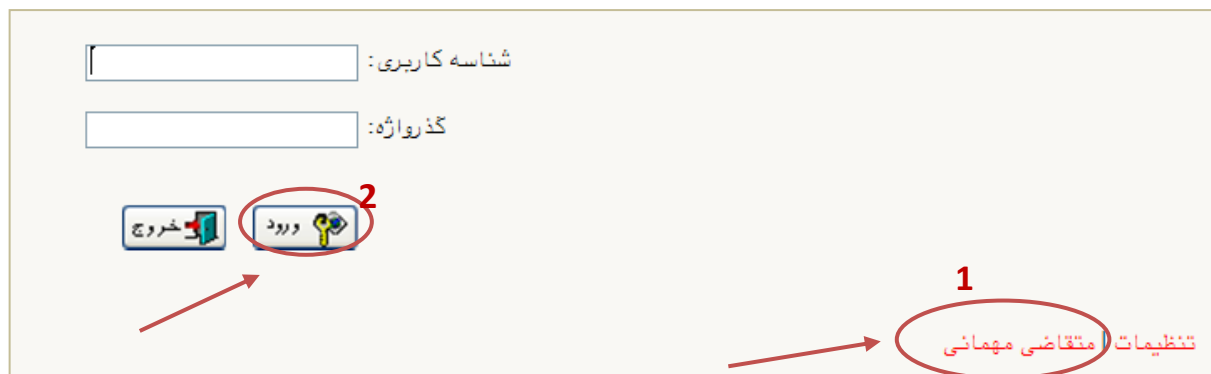 شناسه کاربری:
گذرواژه:
2
ورود خروج
1
تنظیمات | متقاضی مهمانی